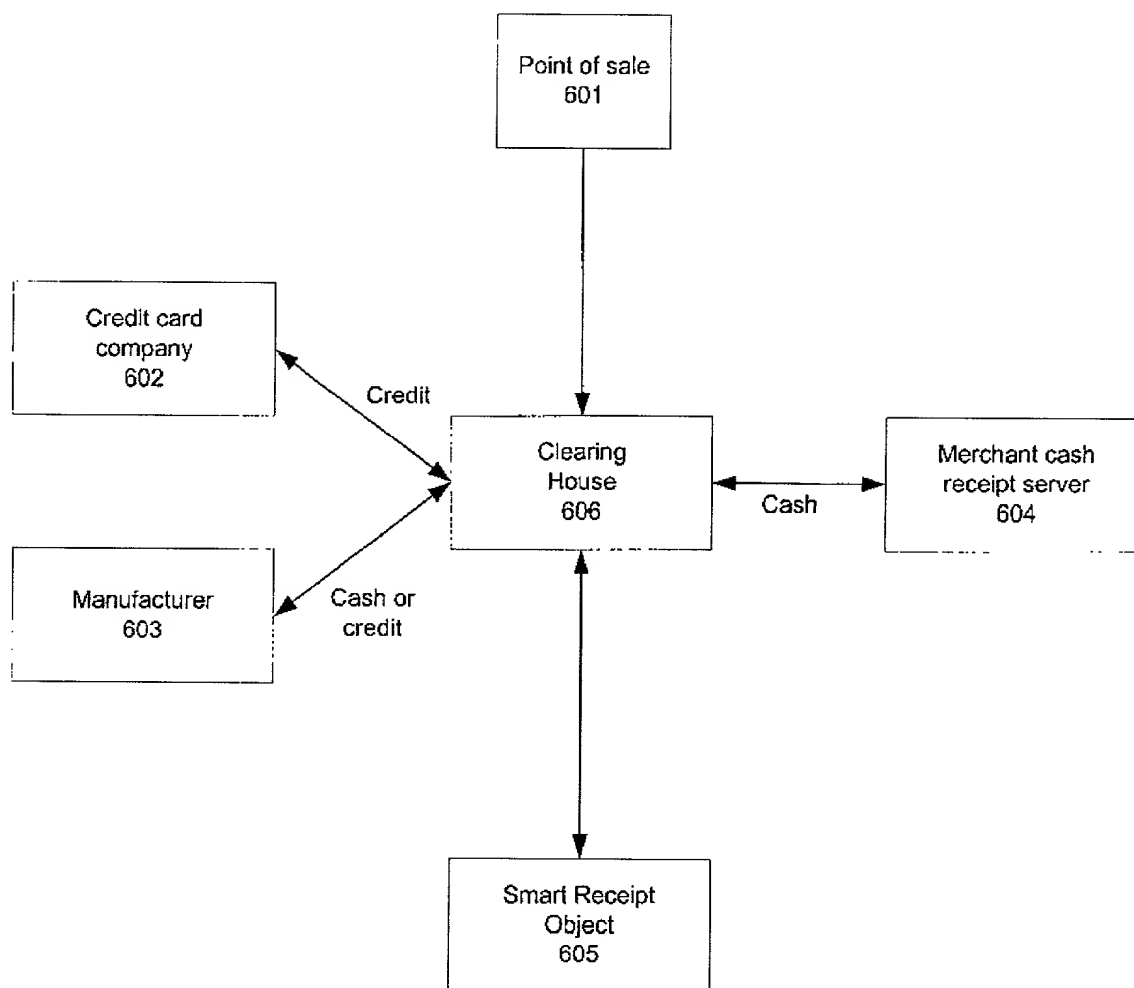 Point of sale
601
Credit card
company
602
Credit
Clearing
House
606
Merchant cash
receipt server
604
Cash
Manufacturer
603
Cash or
credit
Smart Receipt
Object
605